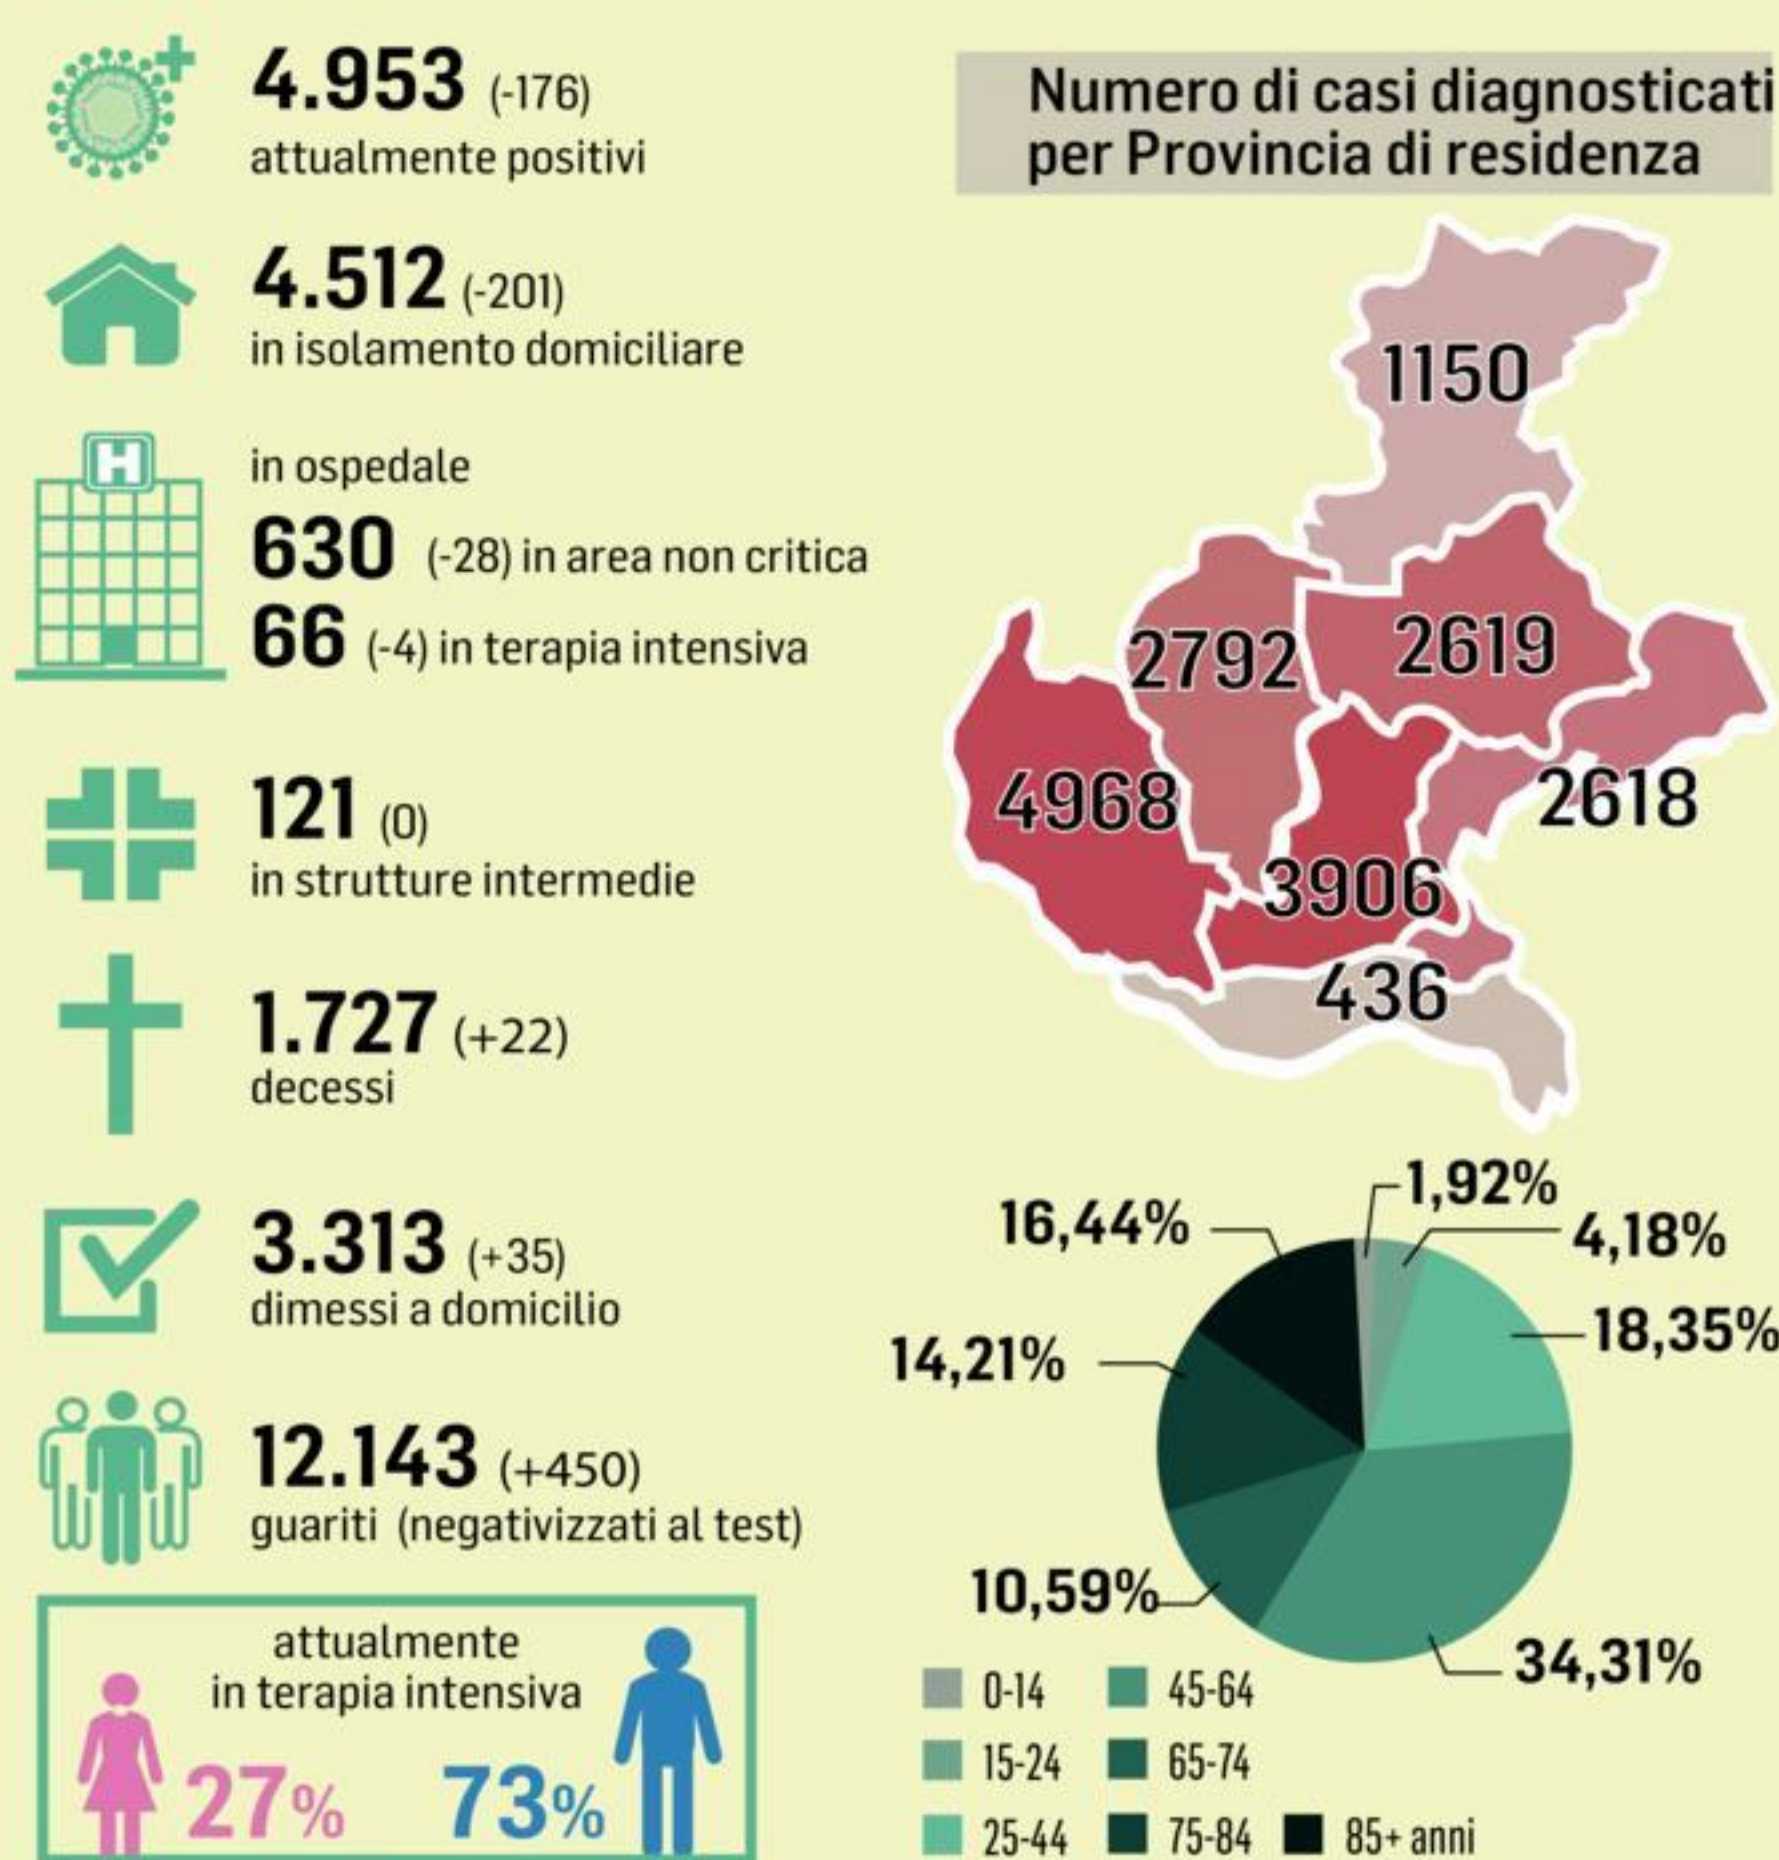 4.953 (-176)
attualmente positivi
4.512 (-201)
in isolamento domiciliare
H
in ospedale
630 (-28) in area non critica
66 (-4) in terapia intensiva
121 (0)
in strutture intermedie
1.727 (+22)
decessi
3.313 (+35)
dimessi a domicilio
12.143 (+450)
guariti (negativizzati al test)
attualmente
in terapia intensiva
27% 73%
Numero di casi diagnosticati
per Provincia di residenza
1150
2792 2619
4968 2618
3906
436
1,92%
16,44% 4,18%
18,35%
14,21%
10,59%
34,31%
0-14 45-64
15-24 65-74
25-44 75-84 85+ anni